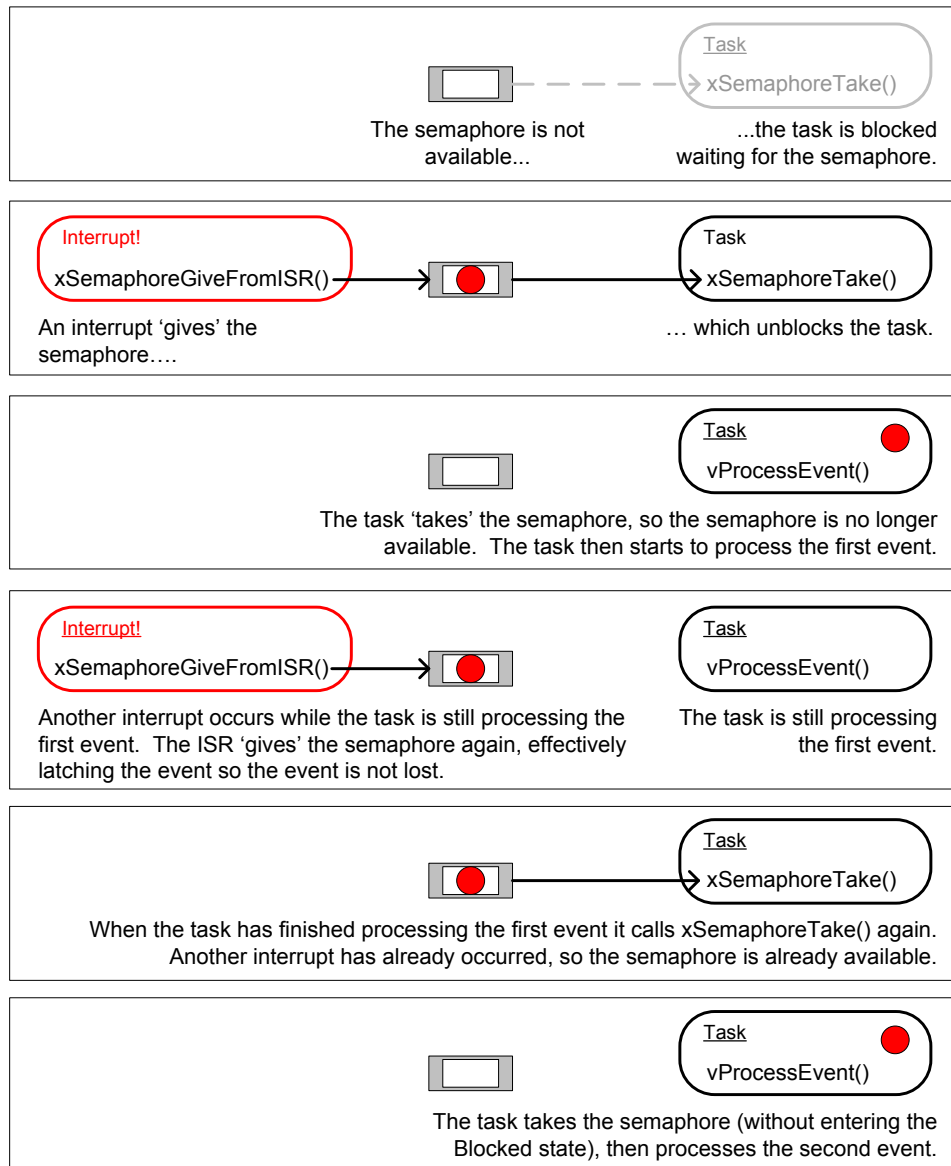 Task
xSemaphoreTake()
The semaphore is not
available...
...the task is blocked
waiting for the semaphore.
Interrupt!
xSemaphoreGiveFromISR()
Task
xSemaphoreTake()
An interrupt ‘gives’ the
semaphore….
… which unblocks the task.
Task
vProcessEvent()
The task ‘takes’ the semaphore, so the semaphore is no longer
available.  The task then starts to process the first event.
Interrupt!
xSemaphoreGiveFromISR()
Task
vProcessEvent()
Another interrupt occurs while the task is still processing the
first event.  The ISR ‘gives’ the semaphore again, effectively
latching the event so the event is not lost.
The task is still processing
the first event.
Task
xSemaphoreTake()
When the task has finished processing the first event it calls xSemaphoreTake() again.
Another interrupt has already occurred, so the semaphore is already available.
Task
vProcessEvent()
The task takes the semaphore (without entering the
Blocked state), then processes the second event.